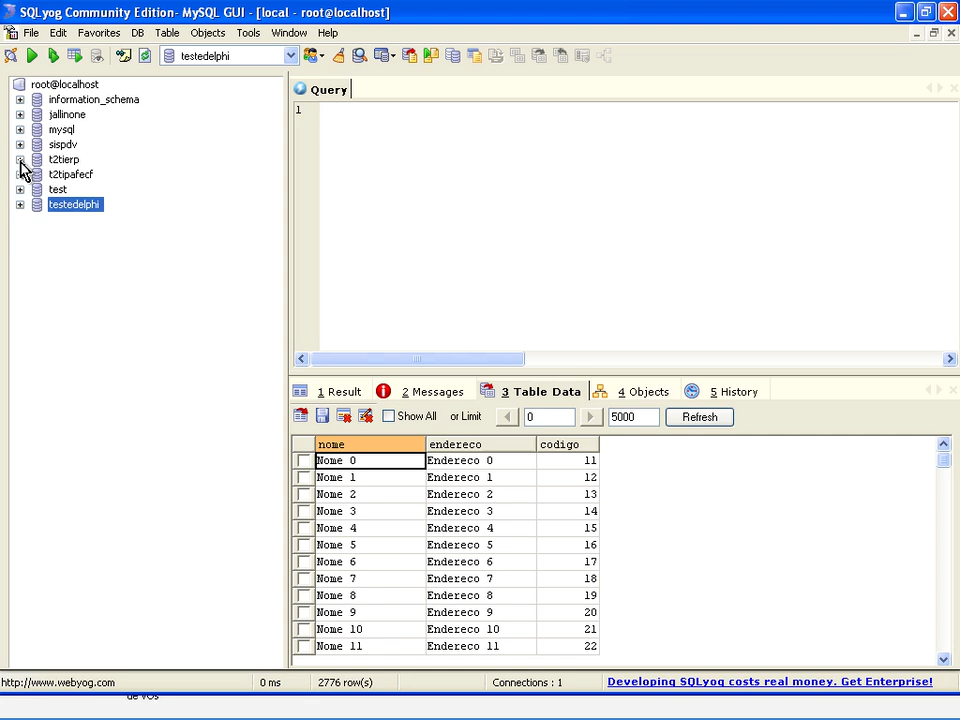 SQLyog Community Edition- MySQL GUI - [local - root@localhost]
File Edit Favorites DB Table Objects Tools Window Help
testedelphi
root@localhost
information_schema
jallinone
mysql
sispdv
t2tierp
t2tipafecf
test
testedelphi
Query
1
1 Result 2 Messages 3 Table Data 4 Objects 5 History
Show All or Limit 0 5000 Refresh
nome endereco codigo
Nome 0 Endereco 0 11
Nome 1 Endereco 1 12
Nome 2 Endereco 2 13
Nome 3 Endereco 3 14
Nome 4 Endereco 4 15
Nome 5 Endereco 5 16
Nome 6 Endereco 6 17
Nome 7 Endereco 7 18
Nome 8 Endereco 8 19
Nome 9 Endereco 9 20
Nome 10 Endereco 10 21
Nome 11 Endereco 11 22
http://www.webyog.com 0 ms 2776 row(s) Connections : 1 Developing SQLyog costs real money. Get Enterprise!
de VOs